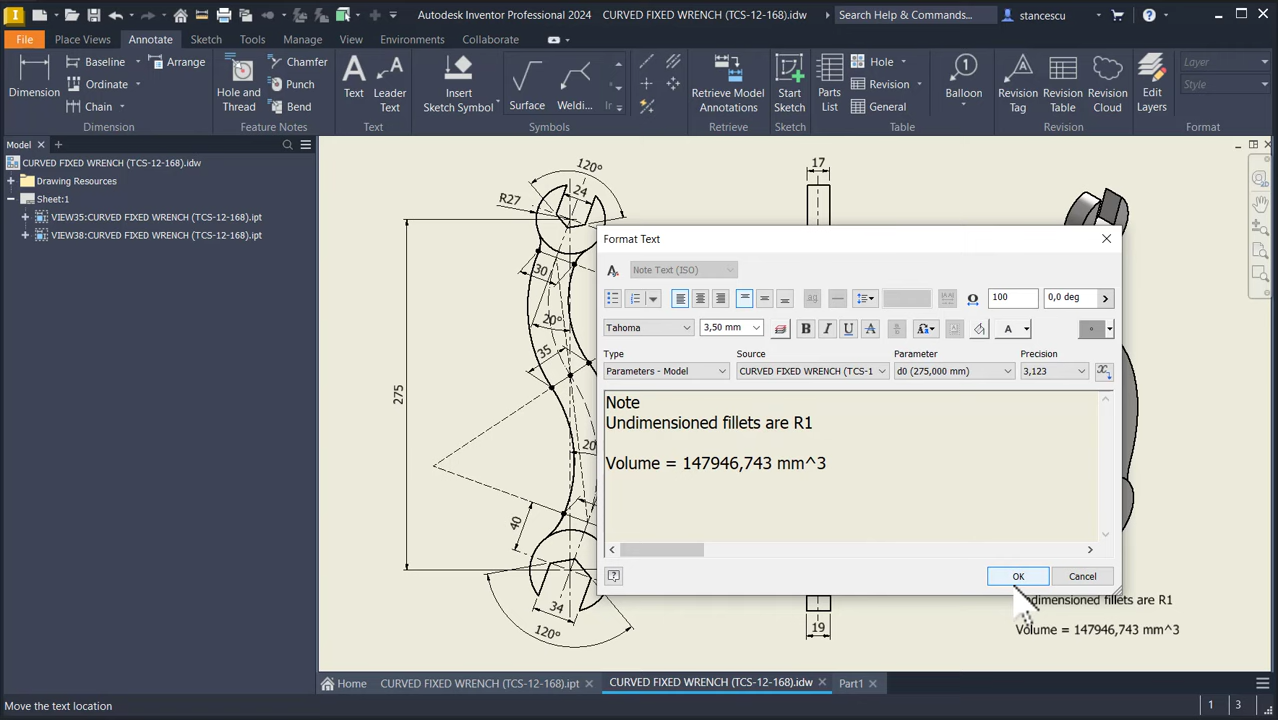 Autodesk Inventor Professional 2024 CURVED FIXED WRENCH (TCS-12-168).idw Search Help & Commands... stancescu
File Place Views Annotate Sketch Tools Manage View Environments Collaborate
Baseline Arrange
Chamfer
Hole
Layer
Ordinate
Punch
Revision
Style
Dimension
Hole and
Thread
Text
Leader
Text
Insert
Sketch Symbol
Surface
Weldi...
Retrieve Model
Annotations
Start
Sketch
Parts
List
Balloon
Revision
Tag
Revision
Table
Revision
Cloud
Edit
Layers
Chain
Bend
General
Dimension Feature Notes Text Symbols Retrieve Sketch Table Revision Format
Model
CURVED FIXED WRENCH (TCS-12-168).idw
Drawing Resources
Sheet:1
VIEW35:CURVED FIXED WRENCH (TCS-12-168).ipt
VIEW38:CURVED FIXED WRENCH (TCS-12-168).ipt
120°
17
24
R27
30
20°
35
275
20
40
34
120°
19
Format Text
Note Text (ISO)
100 0,0 deg
Tahoma 3,50 mm B I U A A
Type Source Parameter Precision
Parameters - Model CURVED FIXED WRENCH (TCS-1 d0 (275,000 mm) 3,123
Note
Undimensioned fillets are R1
Volume = 147946,743 mm^3
OK Cancel
Undimensioned fillets are R1
Volume = 147946,743 mm^3
Home CURVED FIXED WRENCH (TCS-12-168).ipt CURVED FIXED WRENCH (TCS-12-168).idw Part1
Move the text location 1 3